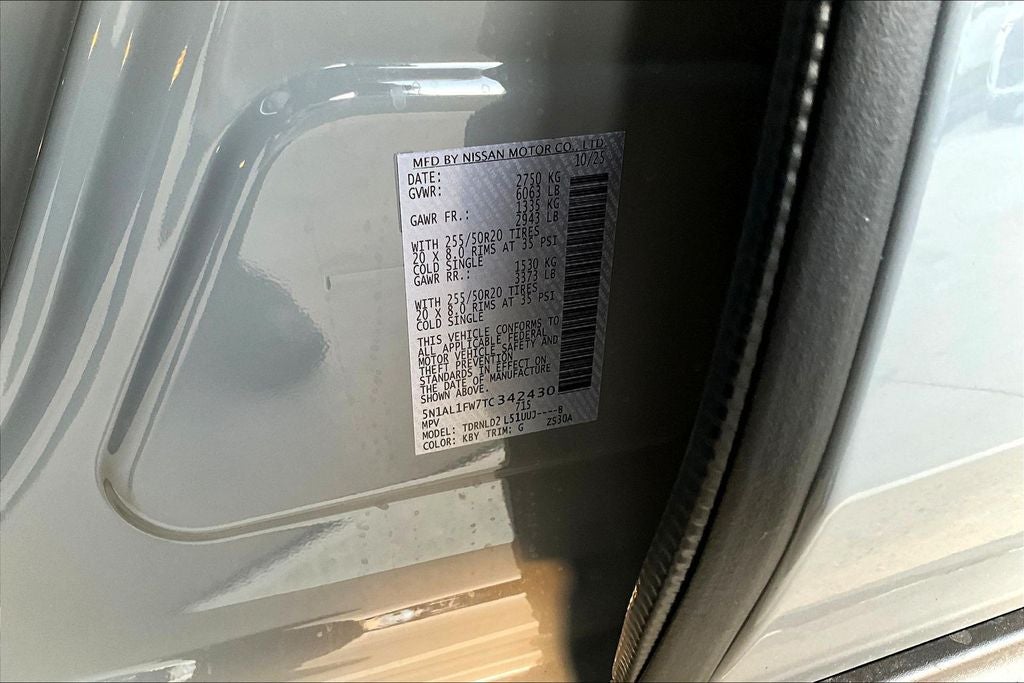 MFD BY NISSAN MOTOR CO., LTD.
DATE: 10/25
GVWR: 2750 KG
6063 LB
GAWR FR.: 1335 KG
2943 LB
WITH 255/50R20 TIRES
20 X 8.0 RIMS AT 35 PSI
COLD SINGLE
GAWR RR.: 1530 KG
3373 LB
WITH 255/50R20 TIRES
20 X 8.0 RIMS AT 35 PSI
COLD SINGLE
THIS VEHICLE CONFORMS TO
ALL APPLICABLE FEDERAL
MOTOR VEHICLE SAFETY AND
THEFT PREVENTION
STANDARDS IN EFFECT ON
THE DATE OF MANUFACTURE
SHOWN ABOVE.
5N1AL1FW7TC342430
MPV 715
MODEL: TDRNLD2 L51UUJ----B
COLOR: KBY TRIM: G Z530A